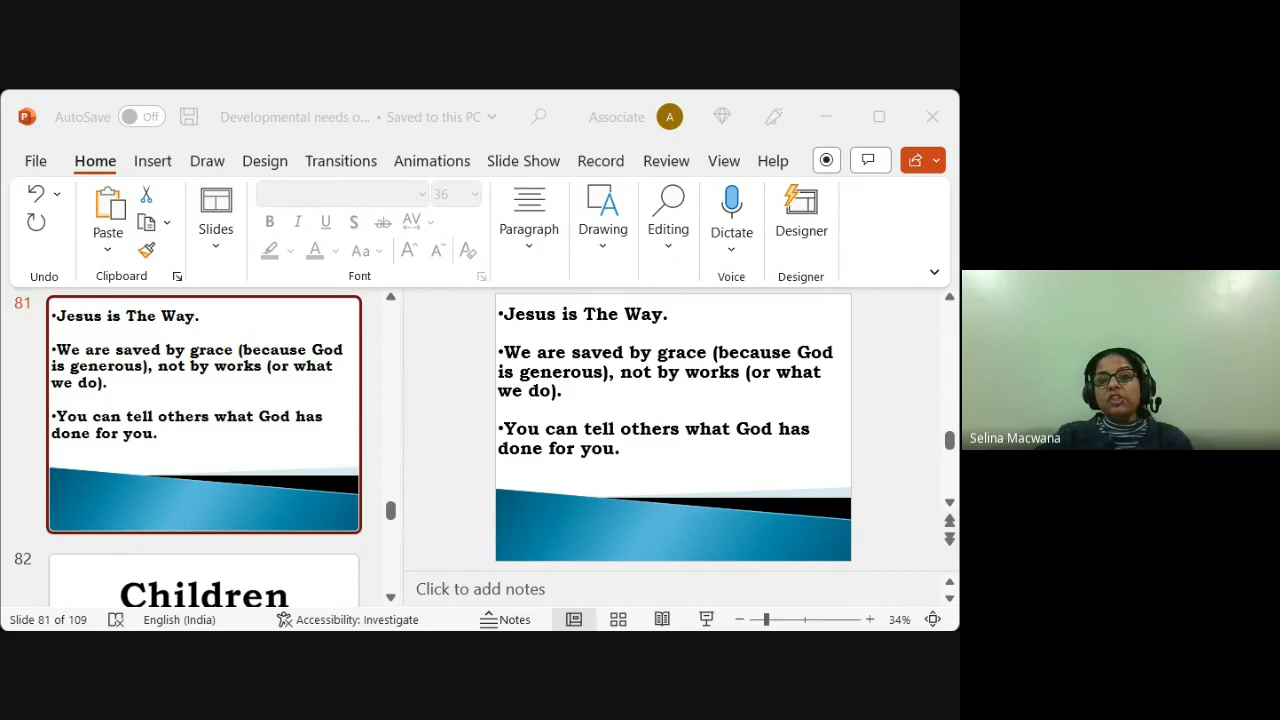 AutoSave Off Developmental needs o... • Saved to this PC Associate A
File Home Insert Draw Design Transitions Animations Slide Show Record Review View Help
36
Paste Slides B I U S ab AV Paragraph Drawing Editing Dictate Designer
A Aa A A A
Undo Clipboard Font Voice Designer
81
•Jesus is The Way.
•We are saved by grace (because God
is generous), not by works (or what
we do).
•You can tell others what God has
done for you.
82
Children
•Jesus is The Way.
•We are saved by grace (because God
is generous), not by works (or what
we do).
•You can tell others what God has
done for you.
Click to add notes
Slide 81 of 109 English (India) Accessibility: Investigate Notes 34%
Selina Macwana